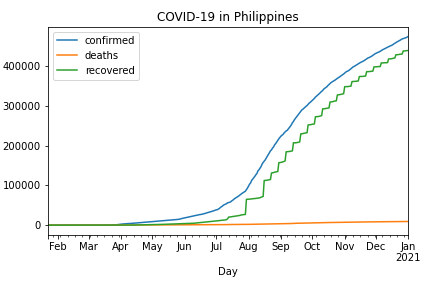 COVID-19 in Philippines
confirmed
deaths
recovered
400000
300000
200000
100000
0
Feb Mar Apr May Jun Jul Aug Sep Oct Nov Dec Jan
2021
Day